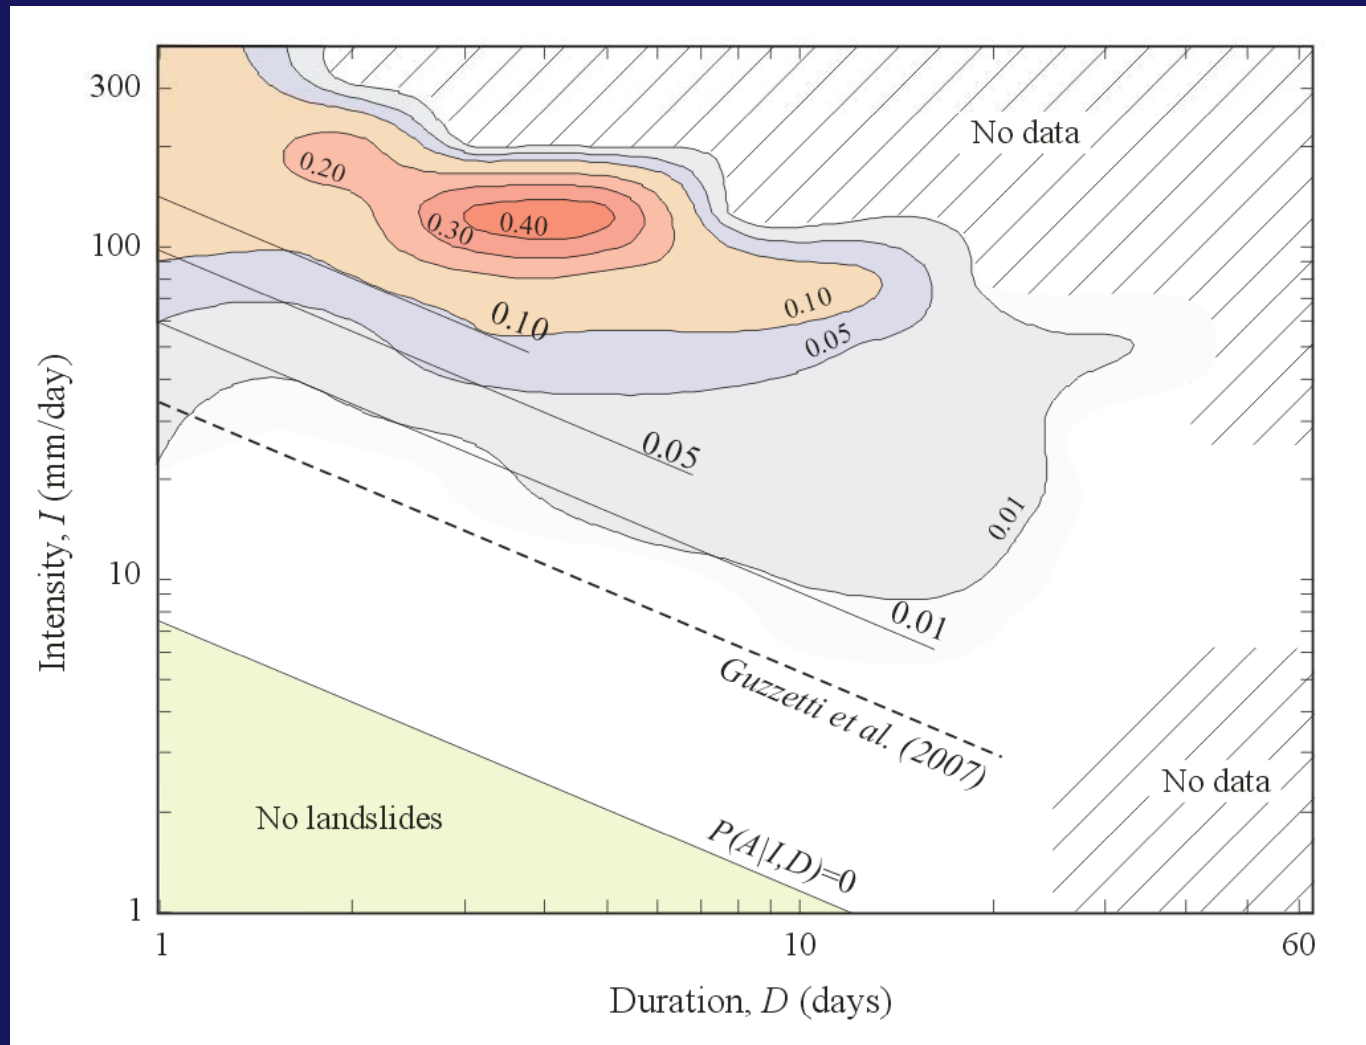 300
No data
0.20
0.30
0.40
100
0.10
0.10
0.05
0.05
Intensity, I (mm/day)
0.01
10
0.01
Guzzetti et al. (2007)
No data
No landslides
P(A|I,D)=0
1
1
10
60
Duration, D (days)